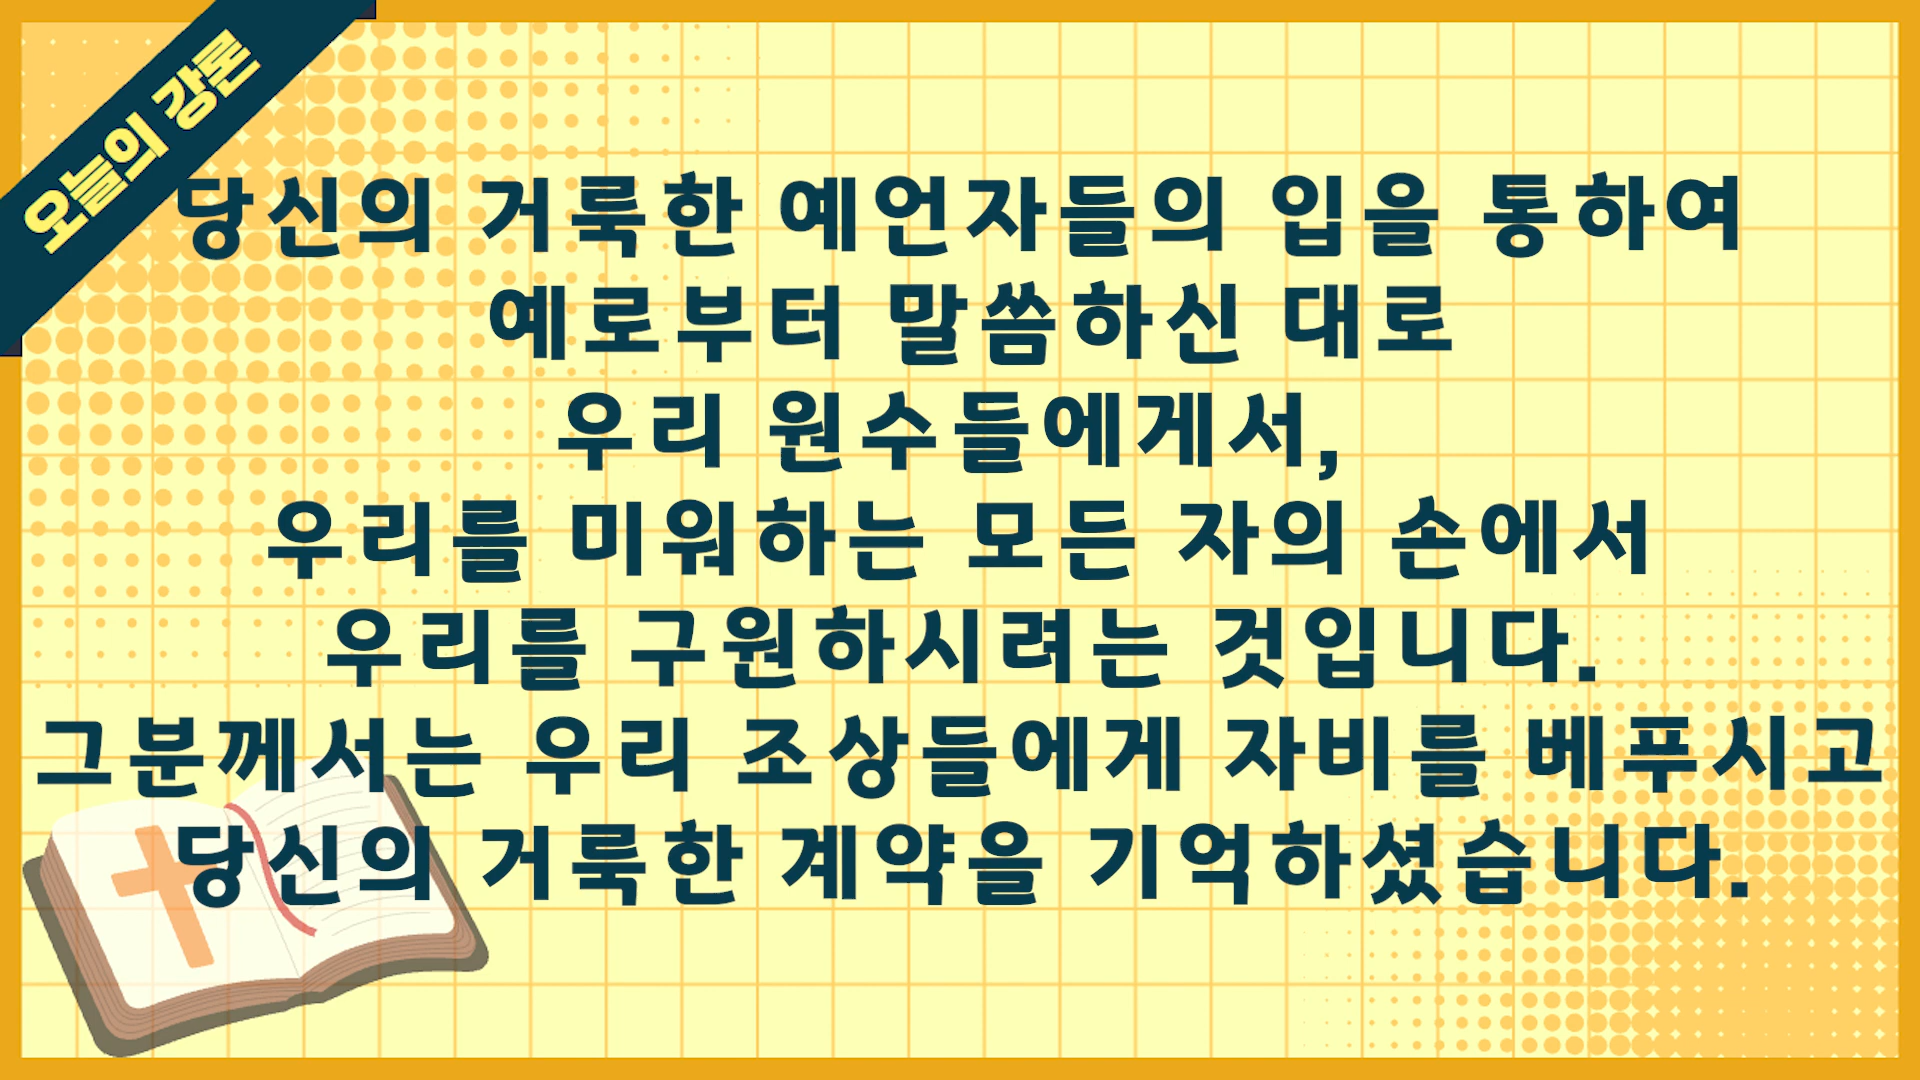 오늘의 강론
당신의 거룩한 예언자들의 입을 통하여
예로부터 말씀하신 대로
우리 원수들에게서,
우리를 미워하는 모든 자의 손에서
우리를 구원하시려는 것입니다.
그분께서는 우리 조상들에게 자비를 베푸시고
당신의 거룩한 계약을 기억하셨습니다.